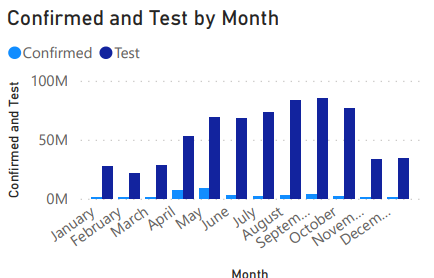 Confirmed and Test by Month
Confirmed Test
Confirmed and Test
100M
50M
0M
January
February
March
April
May
June
July
August
Septem...
October
Novem...
Decem...
Month